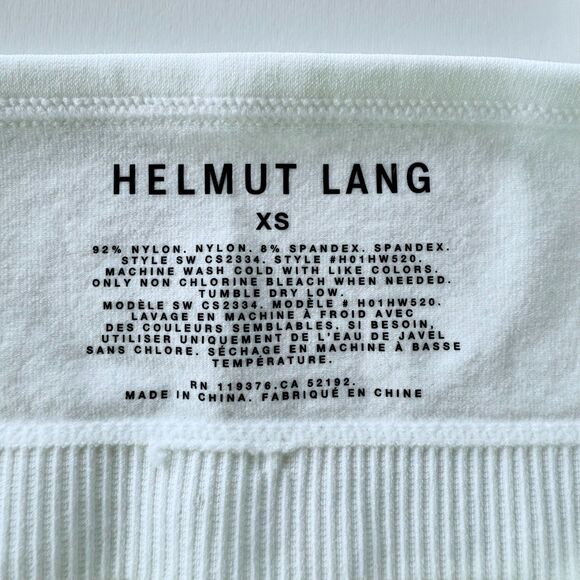 HELMUT LANG
XS
92% NYLON. NYLON. 8% SPANDEX. SPANDEX.
STYLE SW CS2334. STYLE #H01HW520.
MACHINE WASH COLD WITH LIKE COLORS.
ONLY NON CHLORINE BLEACH WHEN NEEDED.
TUMBLE DRY LOW.
MODÈLE SW CS2334. MODÈLE # H01HW520.
LAVAGE EN MACHINE À FROID AVEC
DES COULEURS SEMBLABLES. SI BESOIN,
UTILISER UNIQUEMENT DE L'EAU DE JAVEL
SANS CHLORE. SÉCHAGE EN MACHINE À BASSE
TEMPÉRATURE.
RN 119376.CA 52192.
MADE IN CHINA. FABRIQUÉ EN CHINE